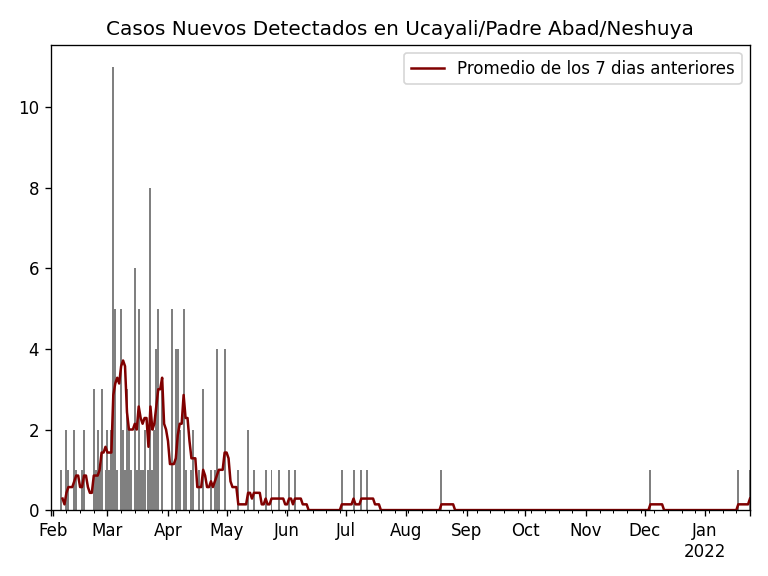 Casos Nuevos Detectados en Ucayali/Padre Abad/Neshuya
Promedio de los 7 dias anteriores
10
8
6
4
2
0
Feb Mar Apr May Jun Jul Aug Sep Oct Nov Dec Jan
2022